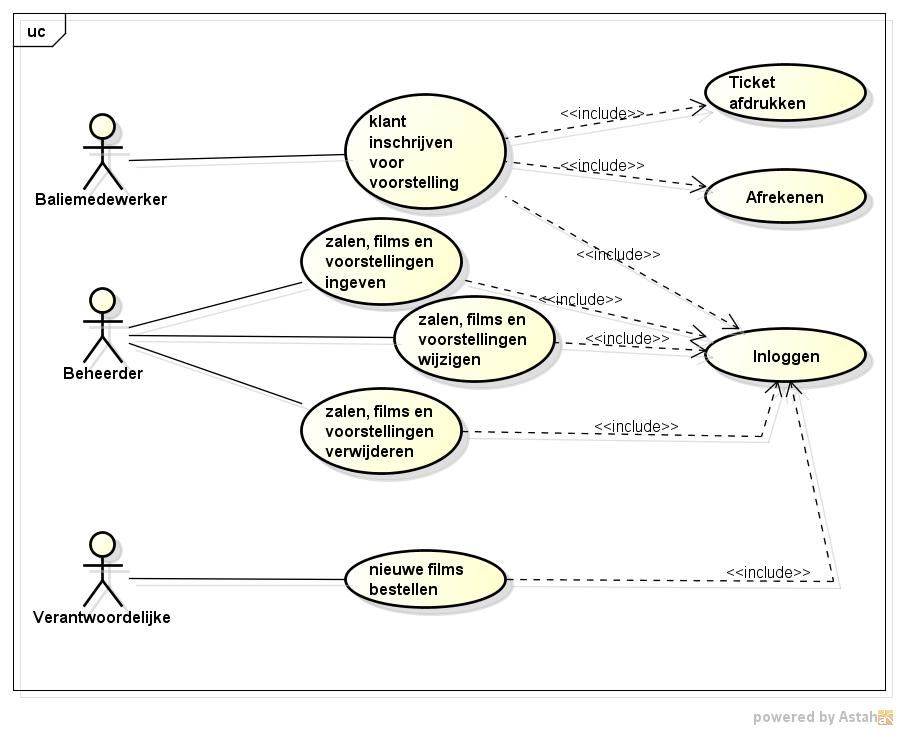 uc
Ticket
afdrukken
<<include>>
klant
inschrijven
voor
voorstelling
<<include>>
Afrekenen
Baliemedewerker
<<include>>
zalen, films en
voorstellingen
ingeven
<<include>>
zalen, films en
voorstellingen
wijzigen
<<include>>
Inloggen
Beheerder
zalen, films en
voorstellingen
verwijderen
<<include>>
nieuwe films
bestellen
<<include>>
Verantwoordelijke
powered by Astah